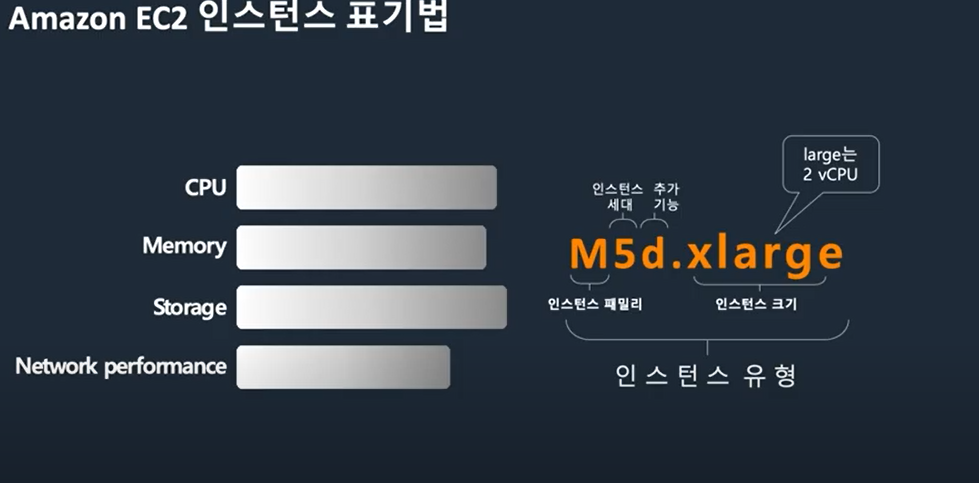 Amazon EC2 인스턴스 표기법
CPU
Memory
Storage
Network performance
large는
2 vCPU
인스턴스 추가
세대 기능
M5d.xlarge
인스턴스 패밀리
인스턴스 크기
인스턴스 유형